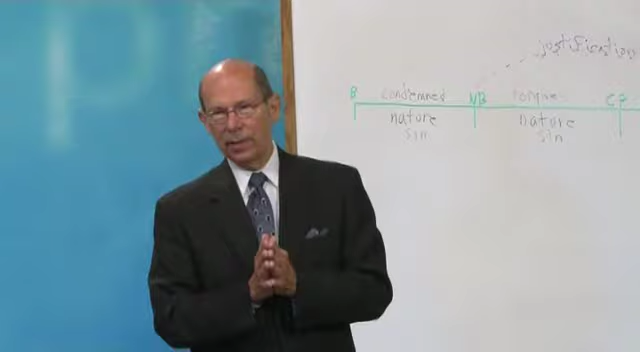 justification
B condemned NB forgive CP
nature nature
sin sin